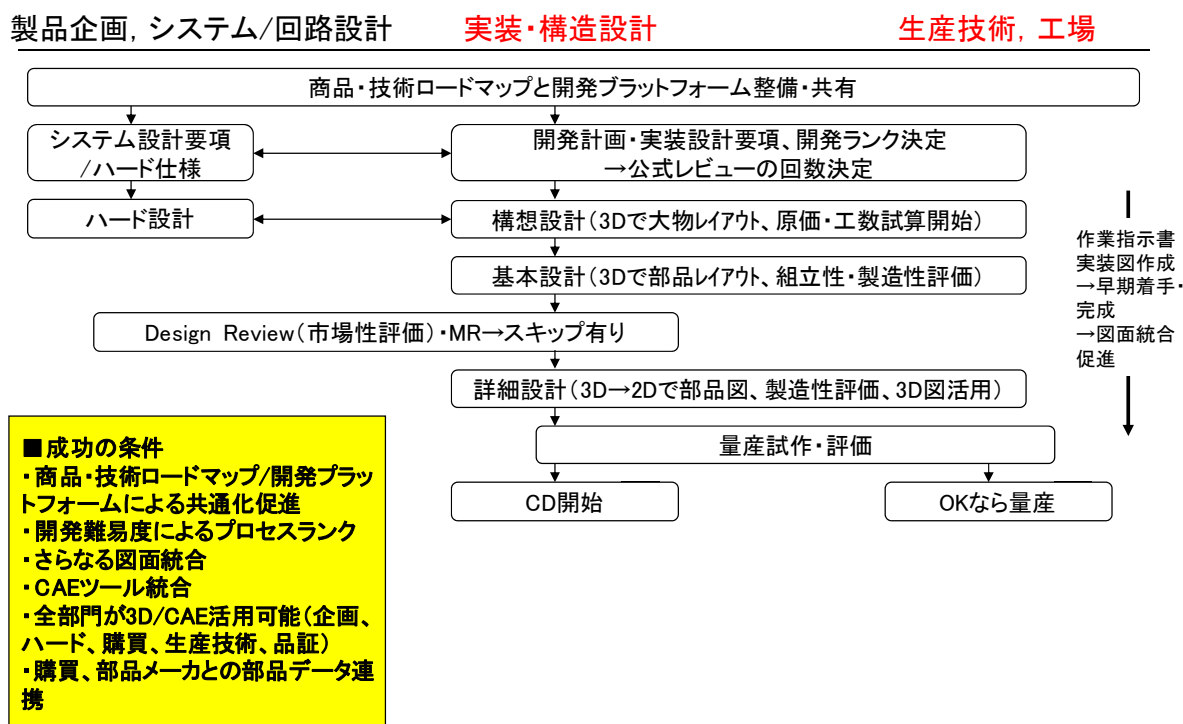 製品企画, システム/回路設計
実装・構造設計
生産技術, 工場
商品・技術ロードマップと開発プラットフォーム整備・共有
システム設計要項
/ハード仕様
開発計画・実装設計要項、開発ランク決定
→公式レビューの回数決定
ハード設計
構想設計(3Dで大物レイアウト、原価・工数試算開始)
基本設計(3Dで部品レイアウト、組立性・製造性評価)
Design Review(市場性評価)・MR→スキップ有り
詳細設計(3D→2Dで部品図、製造性評価、3D図活用)
量産試作・評価
CD開始
OKなら量産
作業指示書
実装図作成
→早期着手・
完成
→図面統合
促進
■成功の条件
・商品・技術ロードマップ/開発プラッ
トフォームによる共通化促進
・開発難易度によるプロセスランク
・さらなる図面統合
・CAEツール統合
・全部門が3D/CAE活用可能(企画、
ハード、購買、生産技術、品証)
・購買、部品メーカとの部品データ連
携